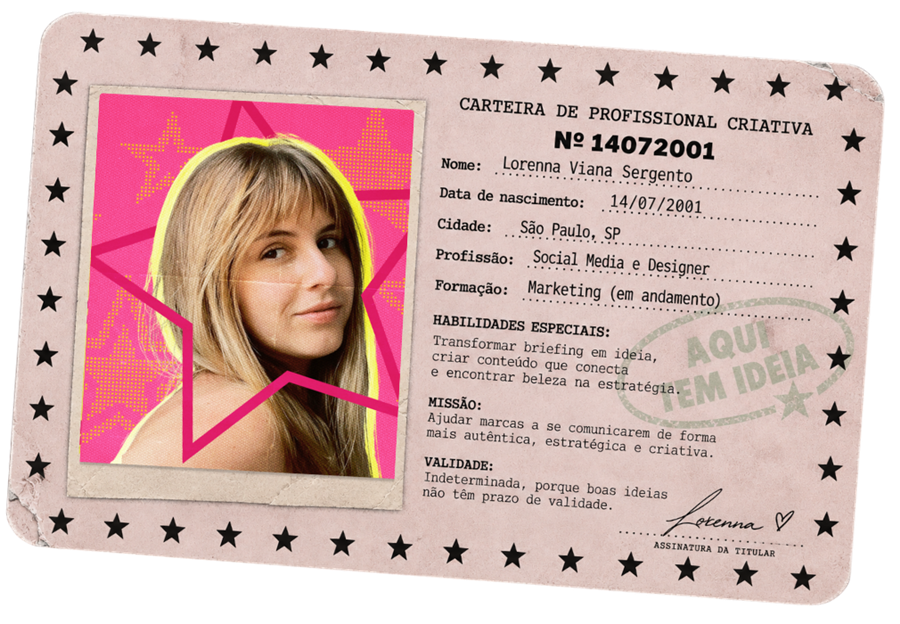 CARTEIRA DE PROFISSIONAL CRIATIVA
Nº 14072001
Nome: Lorenna Viana Sergento
Data de nascimento: 14/07/2001
Cidade: São Paulo, SP
Profissão: Social Media e Designer
Formação: Marketing (em andamento)
HABILIDADES ESPECIAIS:
Transformar briefing em ideia,
criar conteúdo que conecta
e encontrar beleza na estratégia.
AQUI
TEM IDEIA
MISSÃO:
Ajudar marcas a se comunicarem de forma
mais autêntica, estratégica e criativa.
VALIDADE:
Indeterminada, porque boas ideias
não têm prazo de validade.
Lorenna
ASSINATURA DA TITULAR